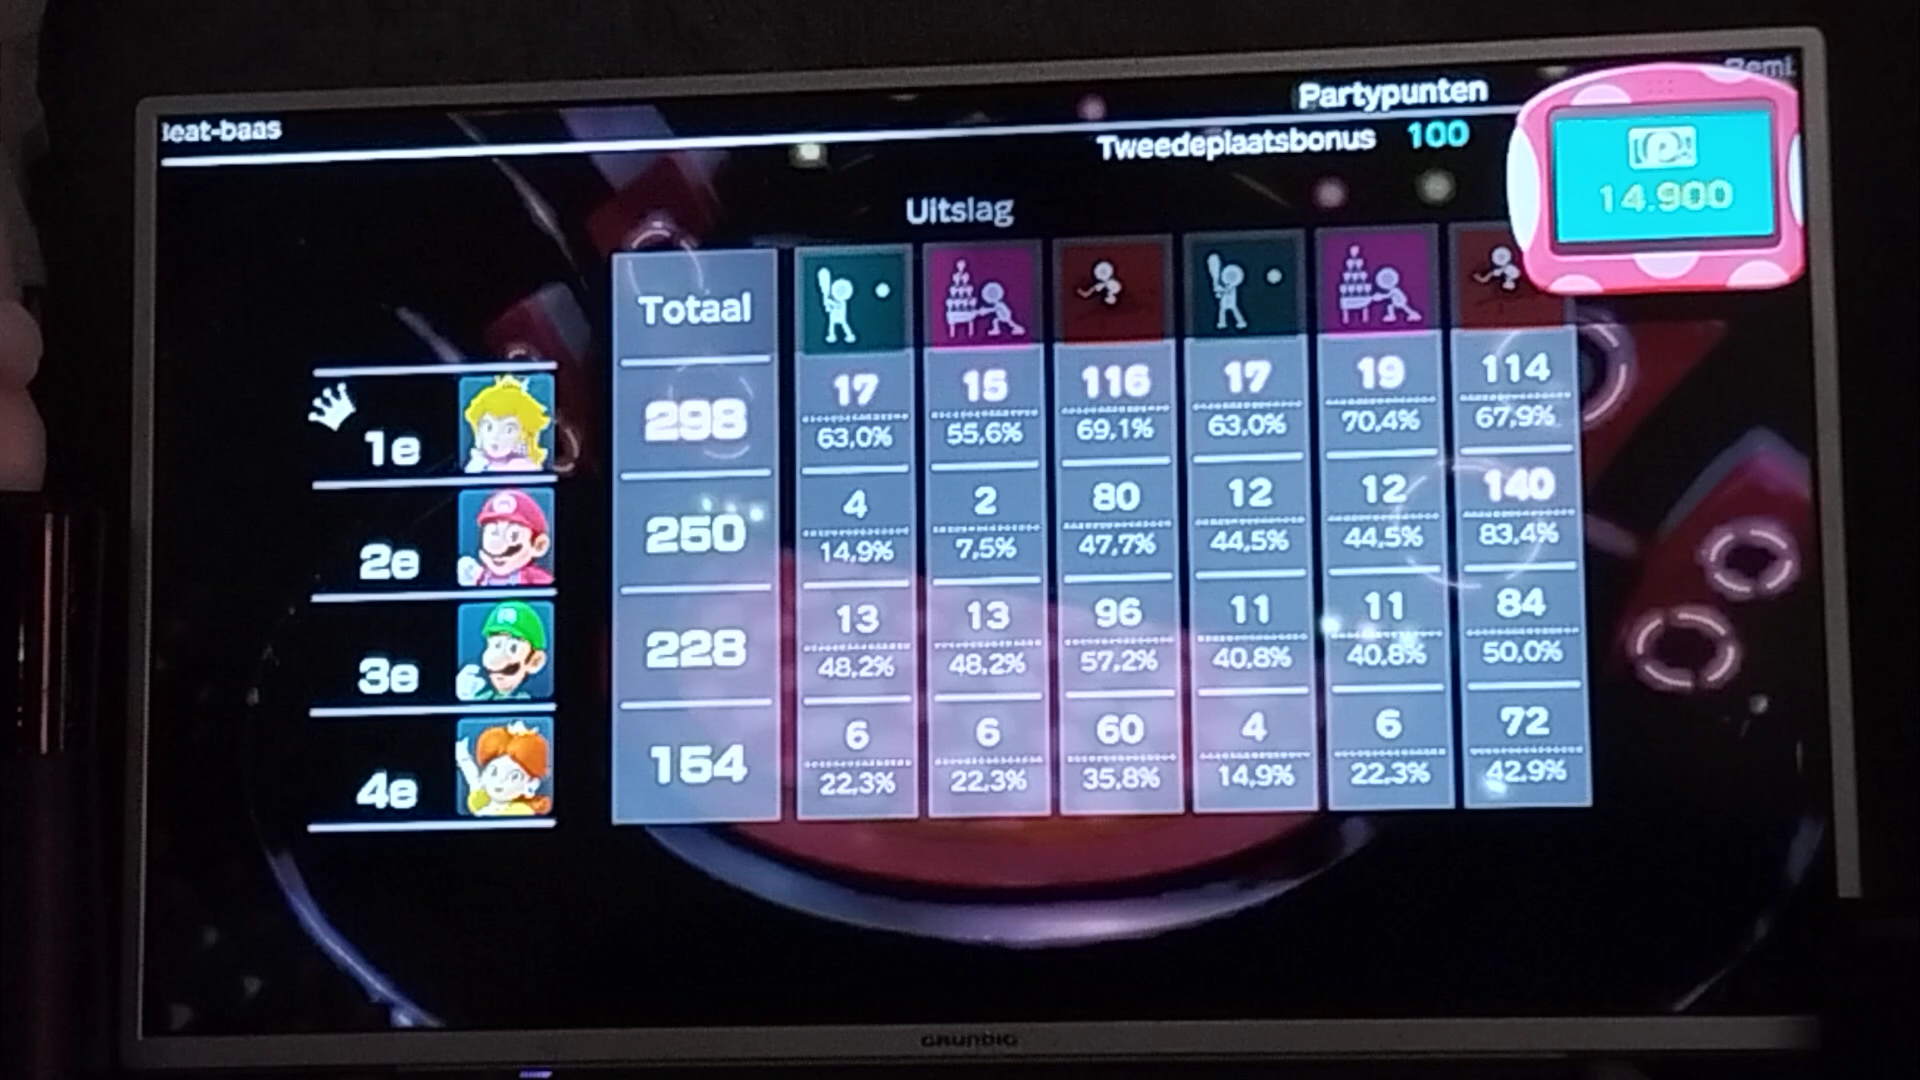 Remi
Partypunten
leat-baas
Tweedeplaatsbonus 100
14.900
Uitslag
Totaal
1e 298 17 15 116 17 19 114
63,0% 55,6% 69,1% 63,0% 70,4% 67,9%
2e 250 4 2 80 12 12 140
14,9% 7,5% 47,7% 44,5% 44,5% 83,4%
3e 228 13 13 96 11 11 84
48,2% 48,2% 57,2% 40,8% 40,8% 50,0%
4e 154 6 6 60 4 6 72
22,3% 22,3% 35,8% 14,9% 22,3% 42,9%
GRUNDIG